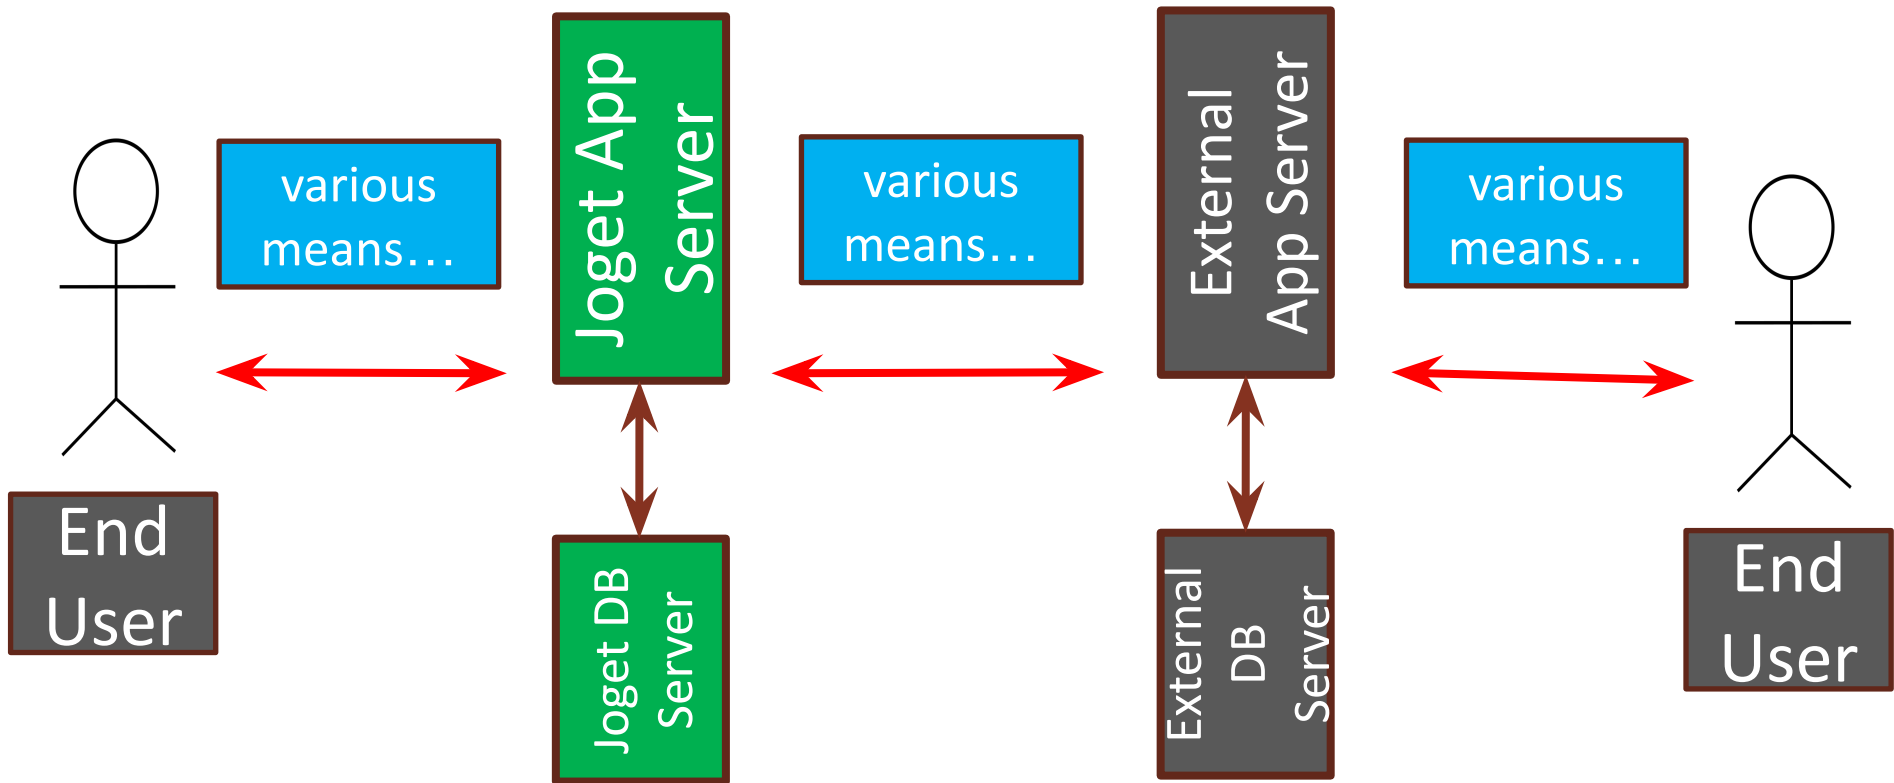 End
User
various
means…
Joget App
Server
Joget DB
Server
various
means…
External
App Server
External
DB
Server
various
means…
End
User